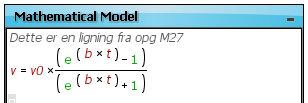 Mathematical Model
Dette er en ligning fra opg M27
v = v0 × (e^(b × t) − 1) / (e^(b × t) + 1)